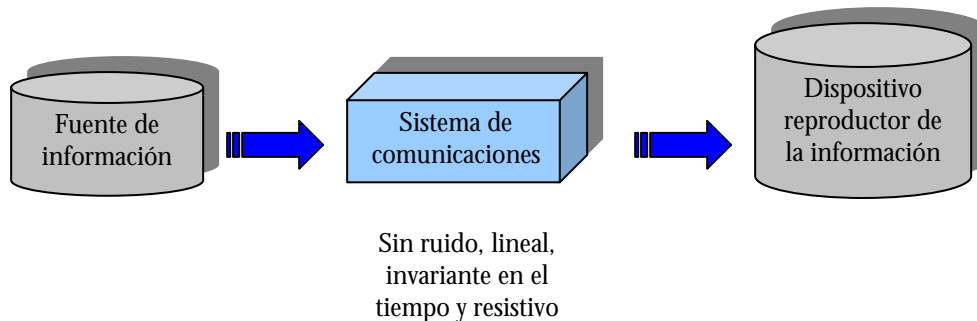 Fuente de
información
Sistema de
comunicaciones
Dispositivo
reproductor de
la información
Sin ruido, lineal,
invariante en el
tiempo y resistivo